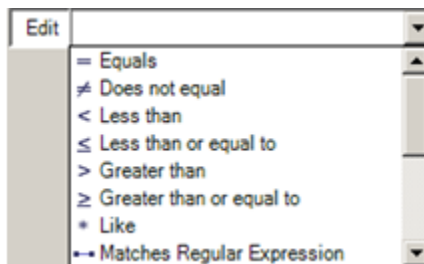 Edit
= Equals
≠ Does not equal
< Less than
≤ Less than or equal to
> Greater than
≥ Greater than or equal to
* Like
Matches Regular Expression